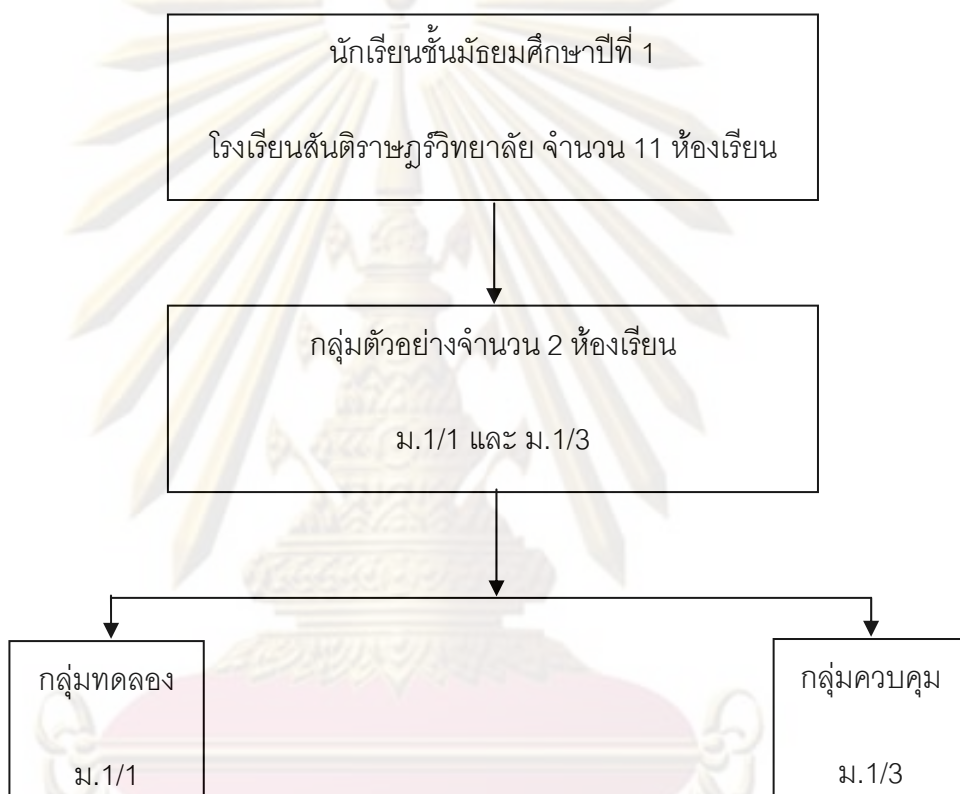 นักเรียนชั้นมัธยมศึกษาปีที่ 1
โรงเรียนสันติราษฎร์วิทยาลัย จำนวน 11 ห้องเรียน
กลุ่มตัวอย่างจำนวน 2 ห้องเรียน
ม.1/1 และ ม.1/3
กลุ่มทดลอง
ม.1/1
กลุ่มควบคุม
ม.1/3